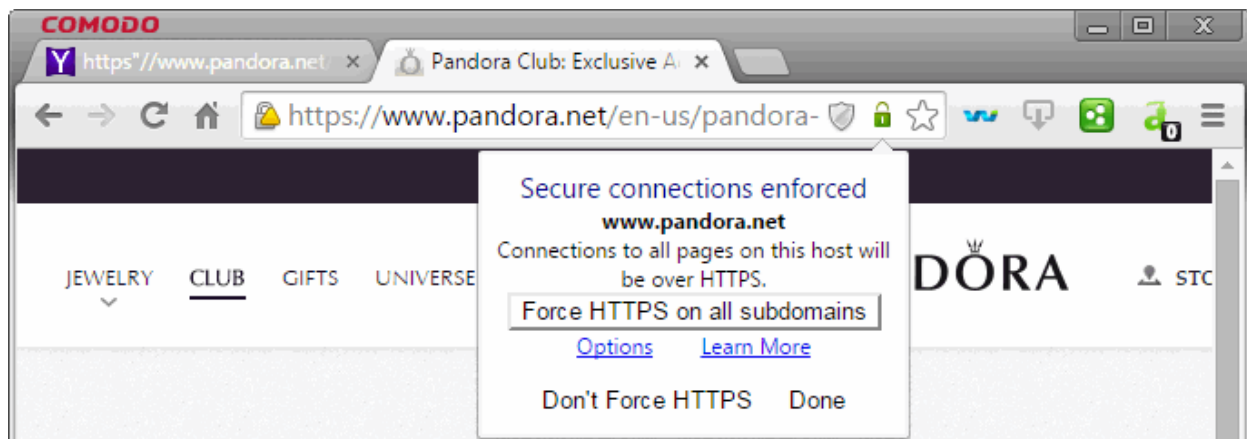 COMODO
Y https"//www.pandora.net/
Pandora Club: Exclusive A
https://www.pandora.net/en-us/pandora-
a 0
Secure connections enforced
www.pandora.net
Connections to all pages on this host will
be over HTTPS.
Force HTTPS on all subdomains
Options Learn More
Don't Force HTTPS Done
JEWELRY CLUB GIFTS UNIVERSE DORA STO